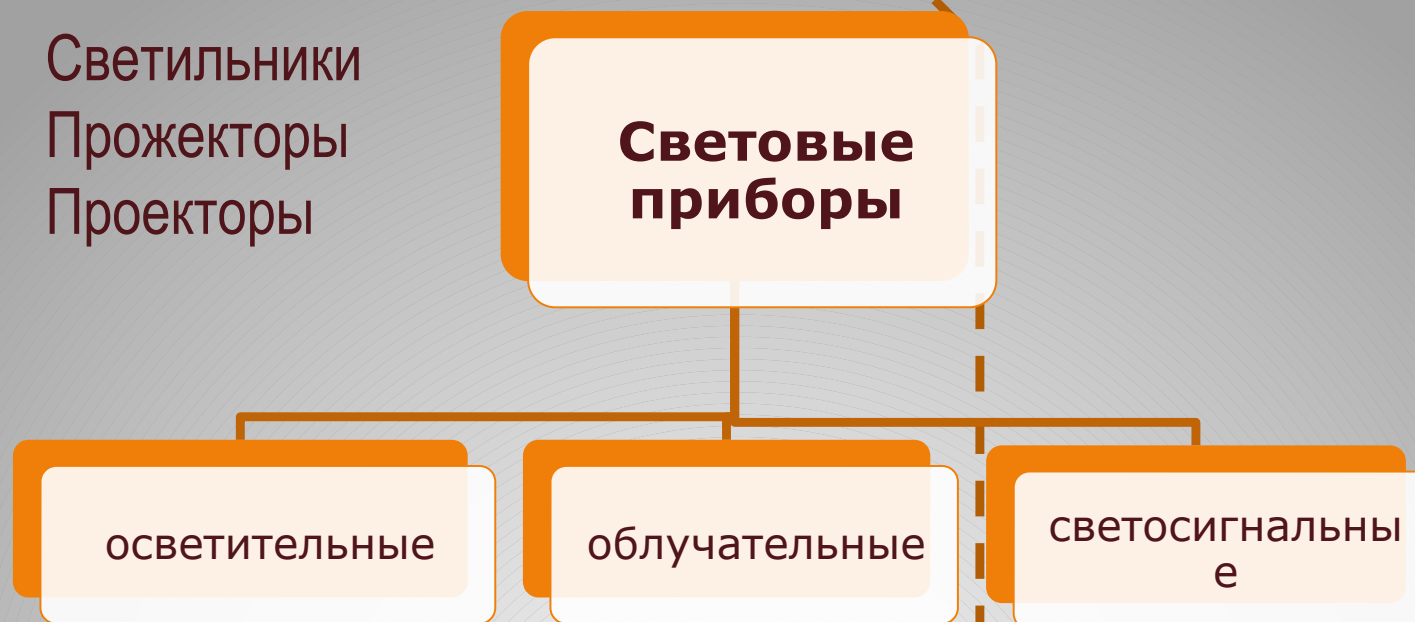 Светильники
Прожекторы
Проекторы
Световые
приборы
осветительные
облучательные
светосигнальны
е